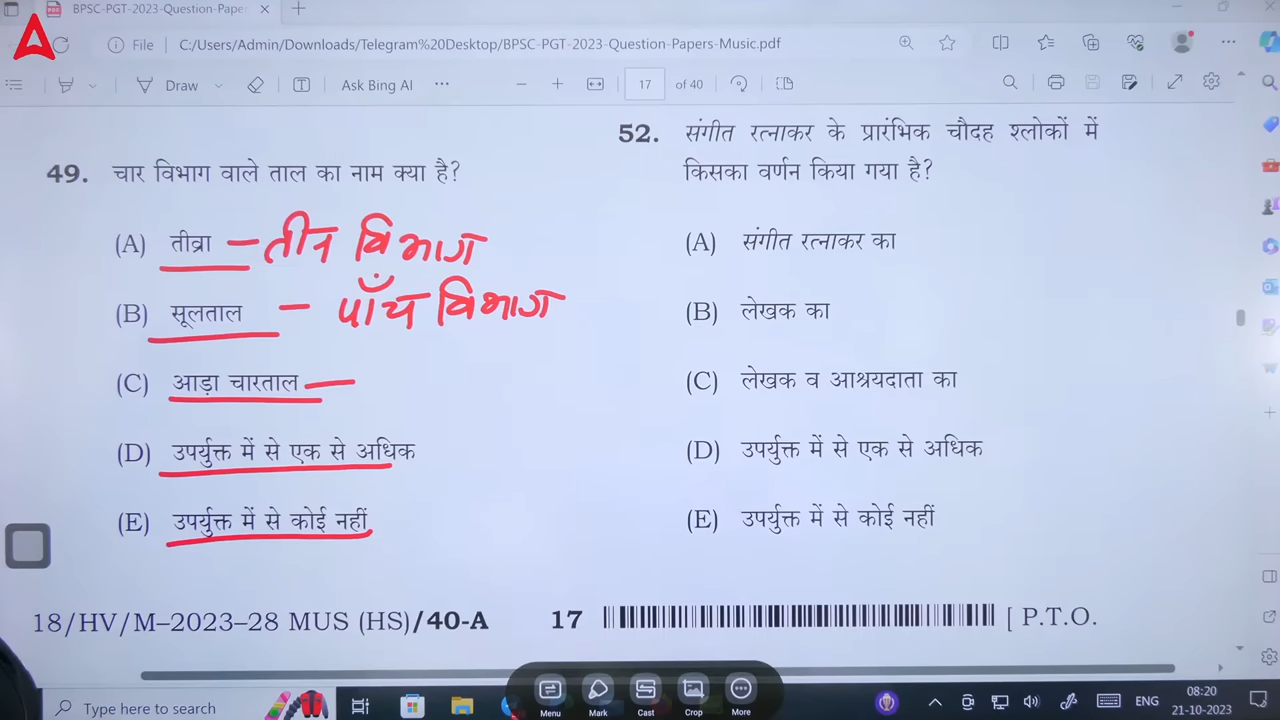 BPSC-PGT-2023-Question-Pape
File C:/Users/Admin/Downloads/Telegram%20Desktop/BPSC-PGT-2023-Question-Papers-Music.pdf
Draw Ask Bing AI 17 of 40
49. चार विभाग वाले ताल का नाम क्या है?
(A) तीव्रा – तीन विभाग
(B) सूलताल – पाँच विभाग
(C) आड़ा चारताल –
(D) उपर्युक्त में से एक से अधिक
(E) उपर्युक्त में से कोई नहीं
52. संगीत रत्नाकर के प्रारंभिक चौदह श्लोकों में
किसका वर्णन किया गया है?
(A) संगीत रत्नाकर का
(B) लेखक का
(C) लेखक व आश्रयदाता का
(D) उपर्युक्त में से एक से अधिक
(E) उपर्युक्त में से कोई नहीं
18/HV/M–2023–28 MUS (HS)/40-A 17 [ P.T.O.
Menu Mark Cast Crop More
Type here to search ENG 08:20
21-10-2023